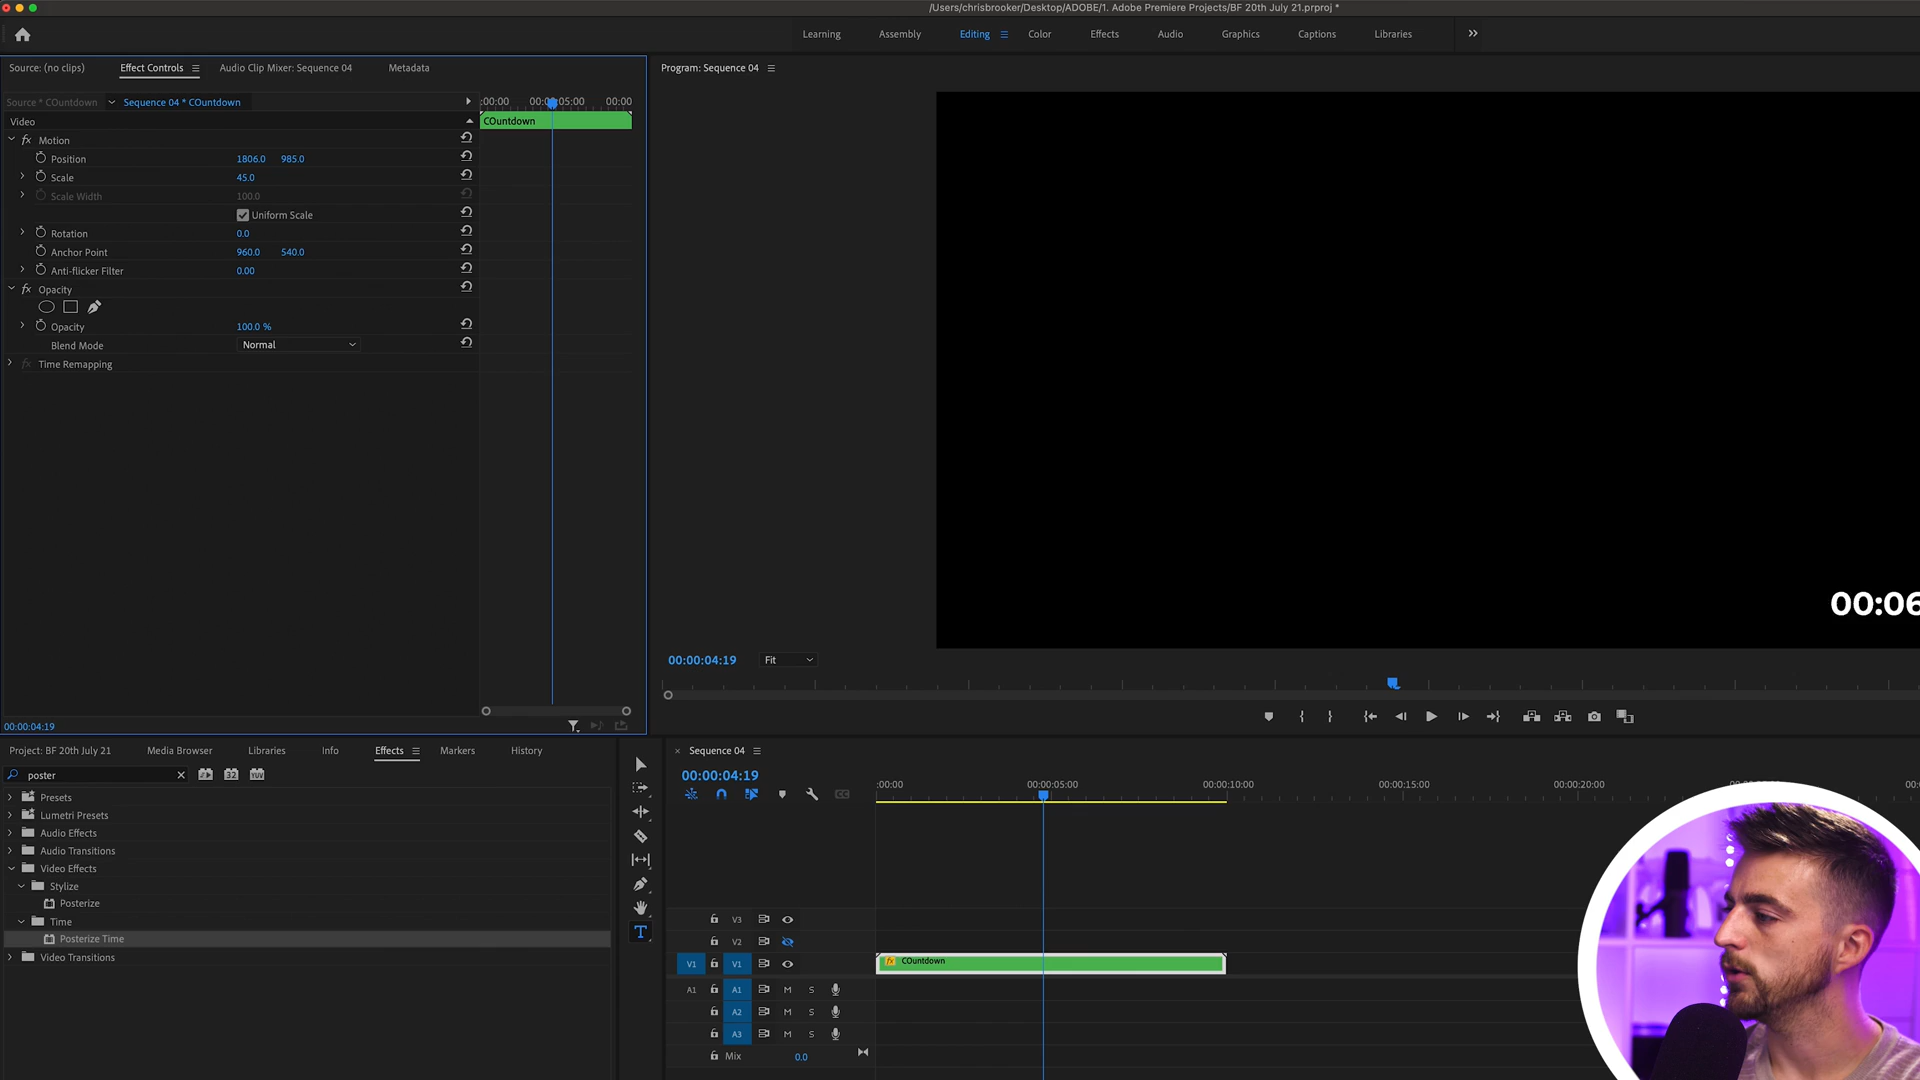 /Users/chrisbrooker/Desktop/ADOBE/1. Adobe Premiere Projects/BF 20th July 21.prproj *
Learning Assembly Editing Color Effects Audio Graphics Captions Libraries
Source: (no clips) Effect Controls Audio Clip Mixer: Sequence 04 Metadata
Program: Sequence 04
Source * COuntdown Sequence 04 * COuntdown
:00:00 00:00:05:00 00:00
Video
COuntdown
fx Motion
Position 1806.0 985.0
Scale 45.0
Scale Width 100.0
Uniform Scale
Rotation 0.0
Anchor Point 960.0 540.0
Anti-flicker Filter 0.00
fx Opacity
Opacity 100.0 %
Blend Mode Normal
fx Time Remapping
00:06
00:00:04:19 Fit
00:00:04:19
Project: BF 20th July 21 Media Browser Libraries Info Effects Markers History
poster 32 YUV
Presets
Lumetri Presets
Audio Effects
Audio Transitions
Video Effects
Stylize
Posterize
Time
Posterize Time
Video Transitions
× Sequence 04
00:00:04:19
:00:00 00:00:05:00 00:00:10:00 00:00:15:00 00:00:20:00
V3
V2
V1 V1
fx COuntdown
A1 A1 M S
A2 M S
A3 M S
Mix 0.0